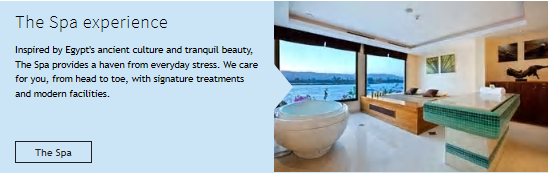 The Spa experience
Inspired by Egypt's ancient culture and tranquil beauty,
The Spa provides a haven from everyday stress. We care
for you, from head to toe, with signature treatments
and modern facilities.
The Spa